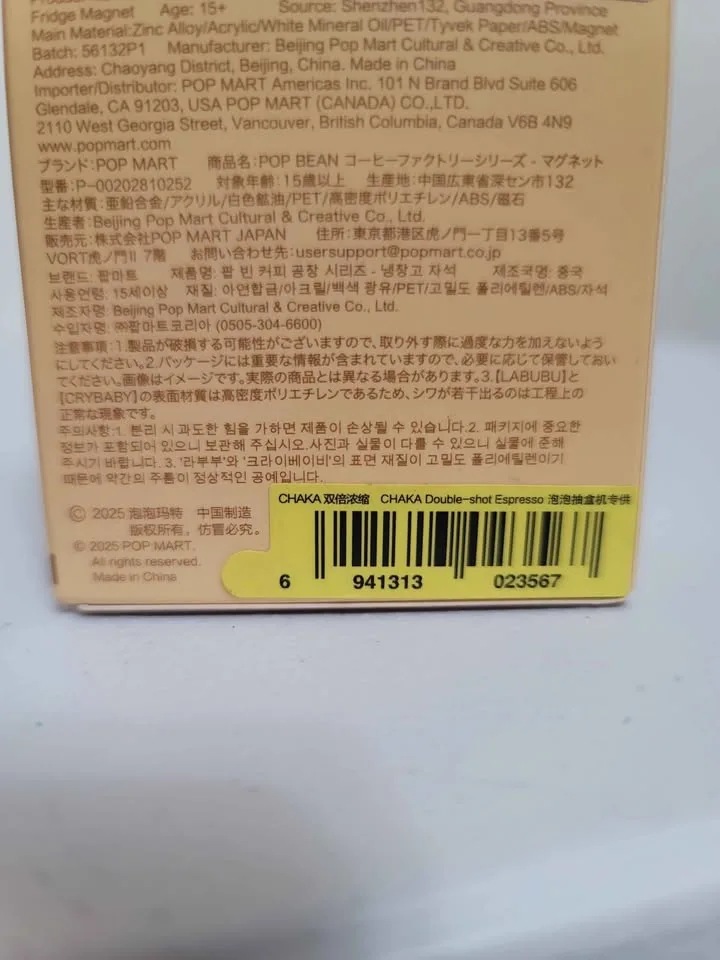 Fridge Magnet Age: 15+ Source: Shenzhen132, Guangdong Province
Main Material:Zinc Alloy/Acrylic/White Mineral Oil/PET/Tyvek Paper/ABS/Magnet
Batch: 56132P1 Manufacturer: Beijing Pop Mart Cultural & Creative Co., Ltd.
Address: Chaoyang District, Beijing, China. Made in China
Importer/Distributor: POP MART Americas Inc. 101 N Brand Blvd Suite 606
Glendale, CA 91203, USA POP MART (CANADA) CO.,LTD.
2110 West Georgia Street, Vancouver, British Columbia, Canada V6B 4N9
www.popmart.com
ブランド:POP MART 商品名:POP BEAN コーヒーファクトリーシリーズ - マグネット
型番:P-00202810252 対象年齢:15歳以上 生産地:中国広東省深セン市132
主な材質:亜鉛合金/アクリル/白色鉱油/PET/高密度ポリエチレン/ABS/磁石
生産者:Beijing Pop Mart Cultural & Creative Co., Ltd.
販売元:株式会社POP MART JAPAN 住所:東京都港区虎ノ門一丁目13番5号
VORT虎ノ門II 7階 お問い合わせ先:usersupport@popmart.co.jp
브랜드: 팝마트 제품명: 팝 빈 커피 공장 시리즈 - 냉장고 자석 제조국명: 중국
사용연령: 15세이상 재질: 아연합금/아크릴/백색 광유/PET/고밀도 폴리에틸렌/ABS/자석
제조자명: Beijing Pop Mart Cultural & Creative Co., Ltd.
수입자명: ㈜팝마트코리아 (0505-304-6600)
注意事項:1.製品が破損する可能性がございますので、取り外す際に過度な力を加えないよう
にしてください。2.パッケージには重要な情報が含まれていますので、必要に応じて保管しておい
てください。画像はイメージです。実際の商品とは異なる場合があります。3.【LABUBU】と
【CRYBABY】の表面材質は高密度ポリエチレンであるため、シワが若干出るのは工程上の
正常な現象です。
주의사항:1. 분리 시 과도한 힘을 가하면 제품이 손상될 수 있습니다.2. 패키지에 중요한
정보가 포함되어 있으니 보관해 주십시오.사진과 실물이 다를 수 있으니 실물에 준해
주시기 바랍니다. 3. '라부부'와 '크라이베이비'의 표면 재질이 고밀도 폴리에틸렌이기
때문에 약간의 주름이 정상적인 공예입니다.
© 2025 泡泡玛特 中国制造
版权所有，仿冒必究。
© 2025 POP MART.
All rights reserved.
Made in China
CHAKA 双倍浓缩 CHAKA Double-shot Espresso 泡泡抽盒机专供
6 941313 023567